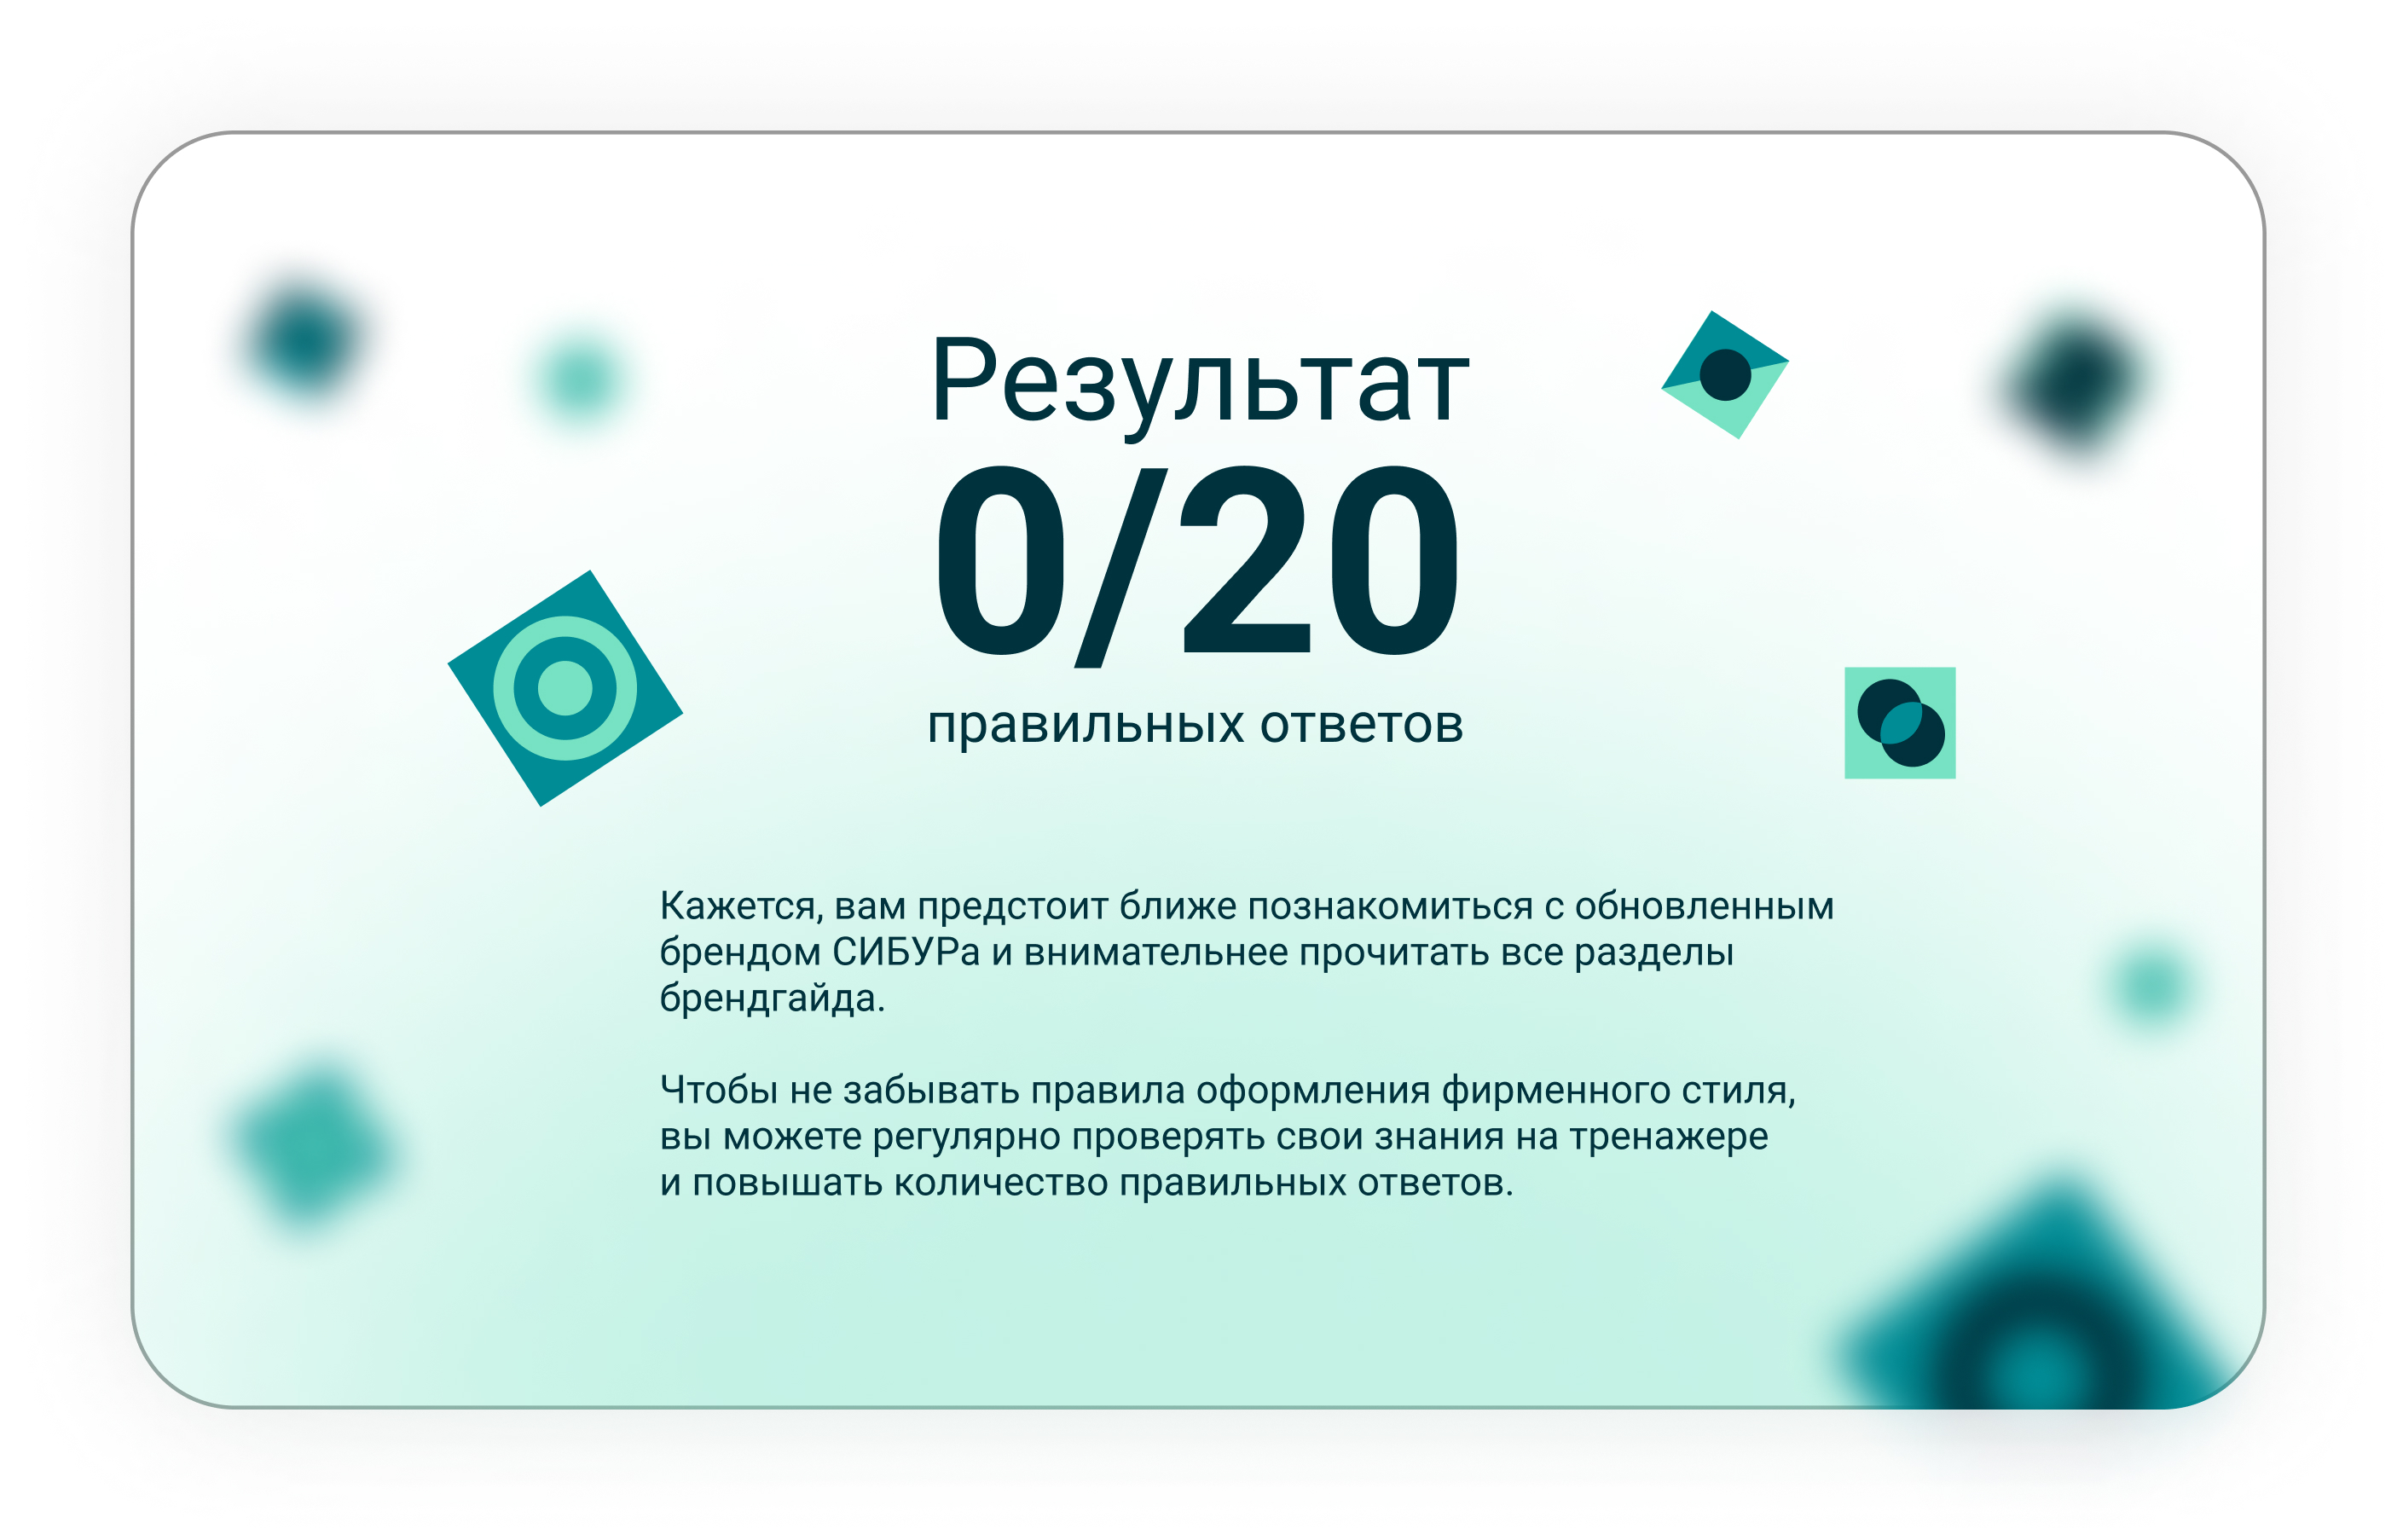 Результат
0/20
правильных ответов
Кажется, вам предстоит ближе познакомиться с обновленным
брендом СИБУРа и внимательнее прочитать все разделы
брендгайда.
Чтобы не забывать правила оформления фирменного стиля,
вы можете регулярно проверять свои знания на тренажере
и повышать количество правильных ответов.